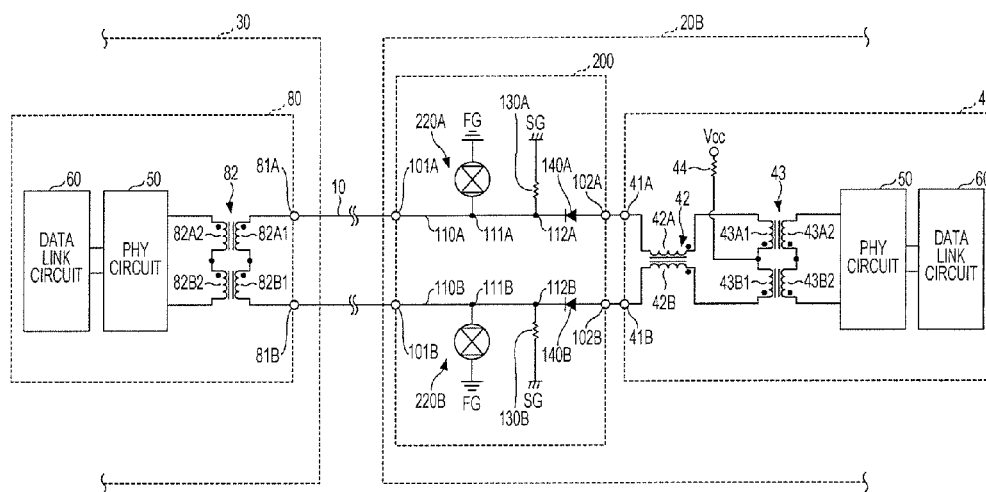 30
20B
200
80
4
130A
220A
FG
SG
Vcc
60
50
82
81A
10
101A
140A
102A
41A
44
43
50
60
42
42A
DATA
LINK
CIRCUIT
PHY
CIRCUIT
82A2
82A1
110A
111A
112A
43A1
43A2
PHY
CIRCUIT
DATA
LINK
CIRCUIT
82B2
82B1
110B
111B
112B
42B
43B1
43B2
81B
101B
140B
102B
41B
220B
FG
SG
130B